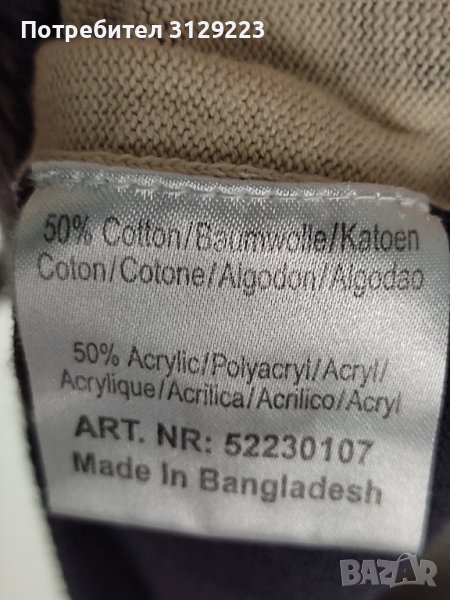 Потребител 3129223
50% Cotton/Baumwolle/Katoen
Coton/Cotone/Algodon/Algodao
50% Acrylic/Polyacryl/Acryl/
Acrylique/Acrilica/Acrilico/Acryl
ART. NR: 52230107
Made In Bangladesh
BAZAR